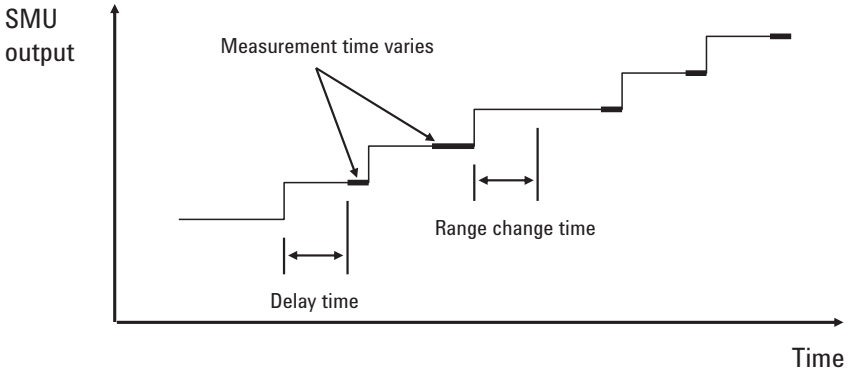 SMU
output
Measurement time varies
Range change time
Delay time
Time